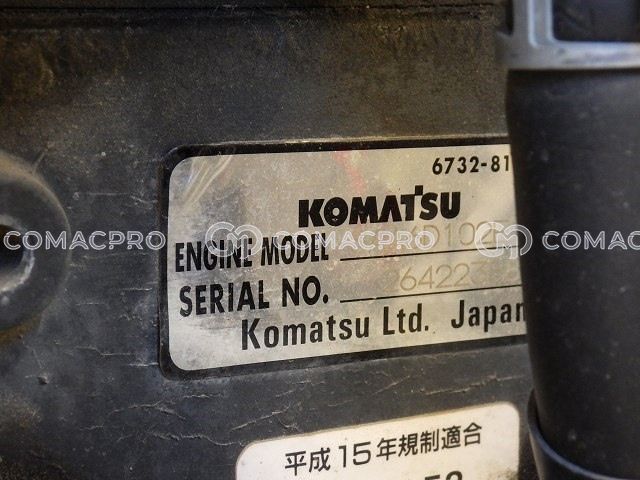 6732-81
KOMATSU
ENGINE MODEL
SERIAL NO.
Komatsu Ltd. Japan
平成15年規制適合
COMACPRO COMACPRO COMACPRO